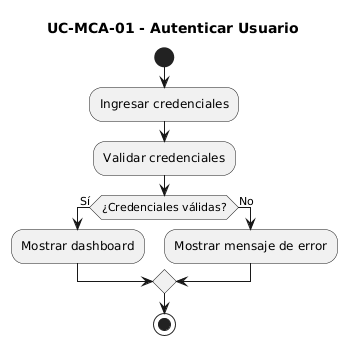 UC-MCA-01 - Autenticar Usuario
Ingresar credenciales
Validar credenciales
Sí
¿Credenciales válidas?
No
Mostrar dashboard
Mostrar mensaje de error